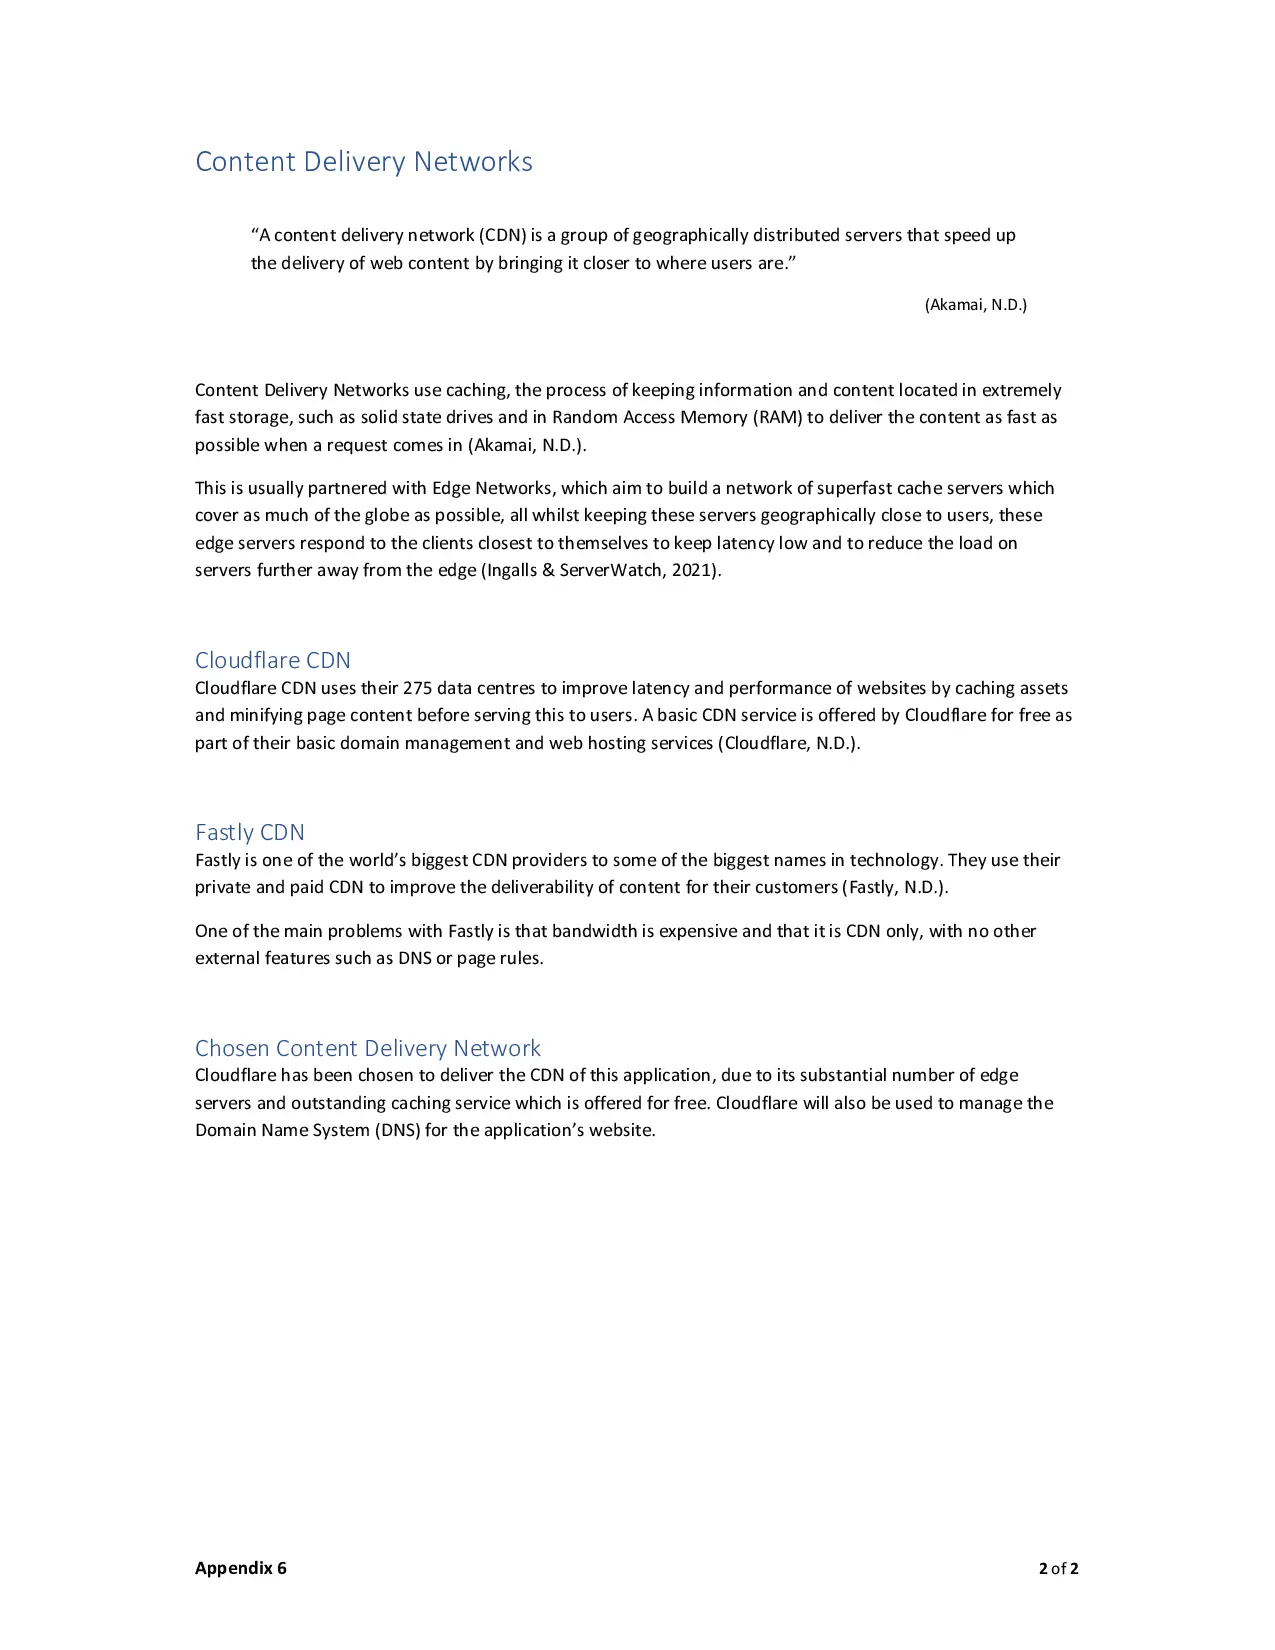 Content Delivery Networks
“A content delivery network (CDN) is a group of geographically distributed servers that speed up
the delivery of web content by bringing it closer to where users are.”
(Akamai, N.D.)
Content Delivery Networks use caching, the process of keeping information and content located in extremely
fast storage, such as solid state drives and in Random Access Memory (RAM) to deliver the content as fast as
possible when a request comes in (Akamai, N.D.).
This is usually partnered with Edge Networks, which aim to build a network of superfast cache servers which
cover as much of the globe as possible, all whilst keeping these servers geographically close to users, these
edge servers respond to the clients closest to themselves to keep latency low and to reduce the load on
servers further away from the edge (Ingalls & ServerWatch, 2021).
Cloudflare CDN
Cloudflare CDN uses their 275 data centres to improve latency and performance of websites by caching assets
and minifying page content before serving this to users. A basic CDN service is offered by Cloudflare for free as
part of their basic domain management and web hosting services (Cloudflare, N.D.).
Fastly CDN
Fastly is one of the world’s biggest CDN providers to some of the biggest names in technology. They use their
private and paid CDN to improve the deliverability of content for their customers (Fastly, N.D.).
One of the main problems with Fastly is that bandwidth is expensive and that it is CDN only, with no other
external features such as DNS or page rules.
Chosen Content Delivery Network
Cloudflare has been chosen to deliver the CDN of this application, due to its substantial number of edge
servers and outstanding caching service which is offered for free. Cloudflare will also be used to manage the
Domain Name System (DNS) for the application’s website.
Appendix 6
2 of 2